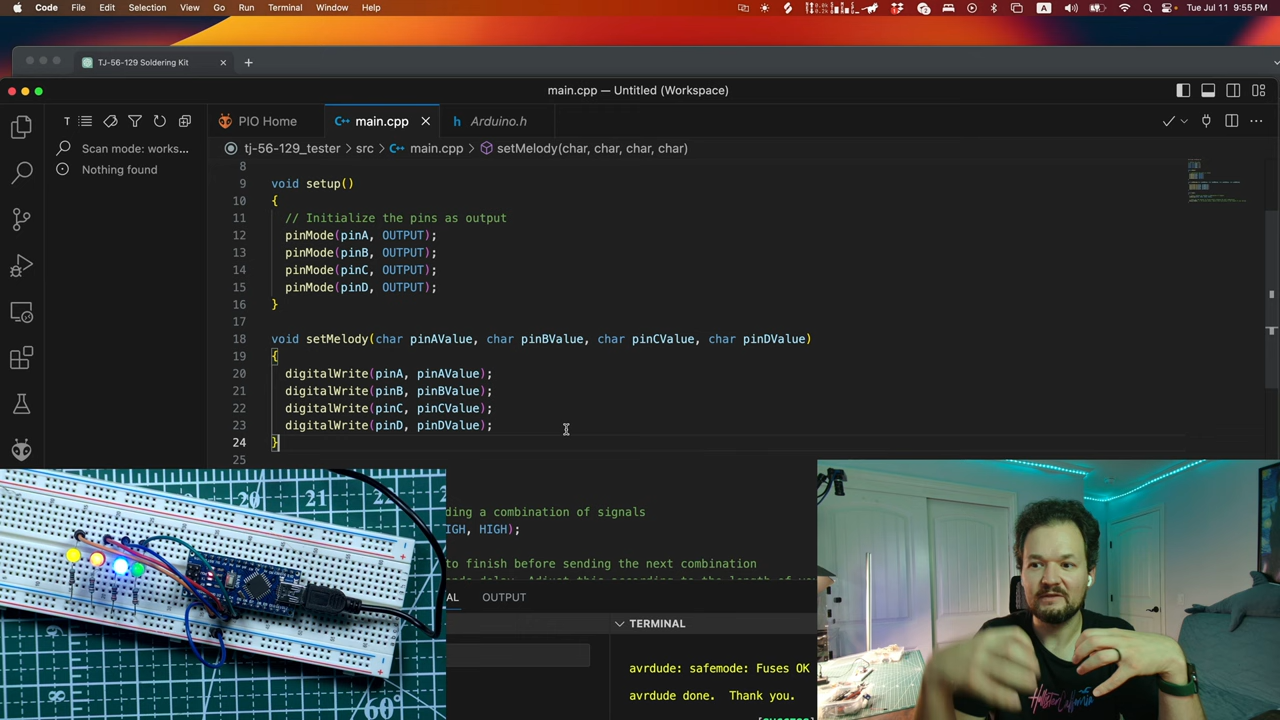 Code File Edit Selection View Go Run Terminal Window Help
A Tue Jul 11 9:55 PM
TJ-56-129 Soldering Kit
main.cpp — Untitled (Workspace)
T
PIO Home
main.cpp
Arduino.h
Scan mode: works...
Nothing found
tj-56-129_tester > src > main.cpp > setMelody(char, char, char, char)
8
9 void setup()
10 {
11 // Initialize the pins as output
12 pinMode(pinA, OUTPUT);
13 pinMode(pinB, OUTPUT);
14 pinMode(pinC, OUTPUT);
15 pinMode(pinD, OUTPUT);
16 }
17
18 void setMelody(char pinAValue, char pinBValue, char pinCValue, char pinDValue)
19 {
20 digitalWrite(pinA, pinAValue);
21 digitalWrite(pinB, pinBValue);
22 digitalWrite(pinC, pinCValue);
23 digitalWrite(pinD, pinDValue);
24 }
25
ding a combination of signals
IGH, HIGH);
to finish before sending the next combination
AL OUTPUT
TERMINAL
avrdude: safemode: Fuses OK
avrdude done. Thank you.
20 21
60°